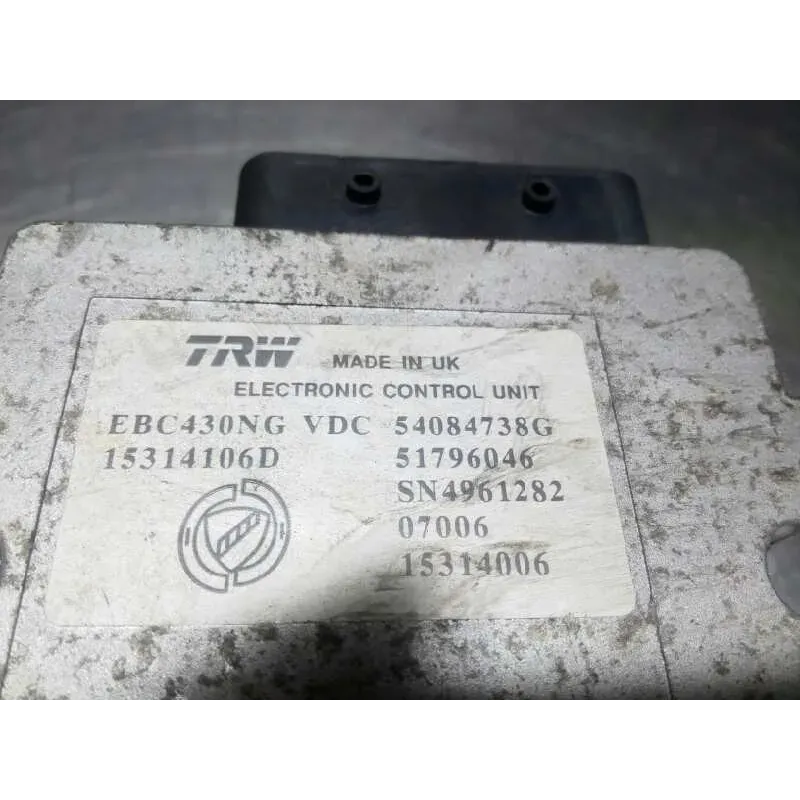 TRW MADE IN UK
ELECTRONIC CONTROL UNIT
EBC430NG VDC 54084738G
15314106D 51796046
SN4961282
07006
15314006